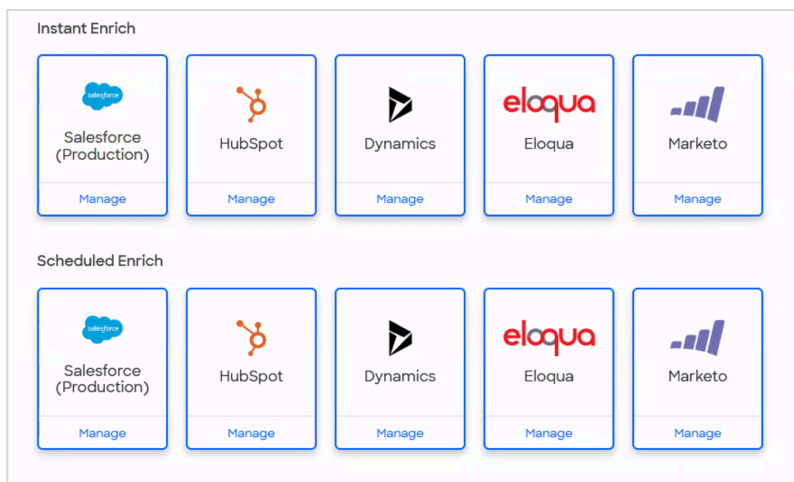 Instant Enrich
salesforce
Salesforce
(Production)
Manage
HubSpot
Manage
Dynamics
Manage
eloqua
Eloqua
Manage
Marketo
Manage
Scheduled Enrich
salesforce
Salesforce
(Production)
Manage
HubSpot
Manage
Dynamics
Manage
eloqua
Eloqua
Manage
Marketo
Manage